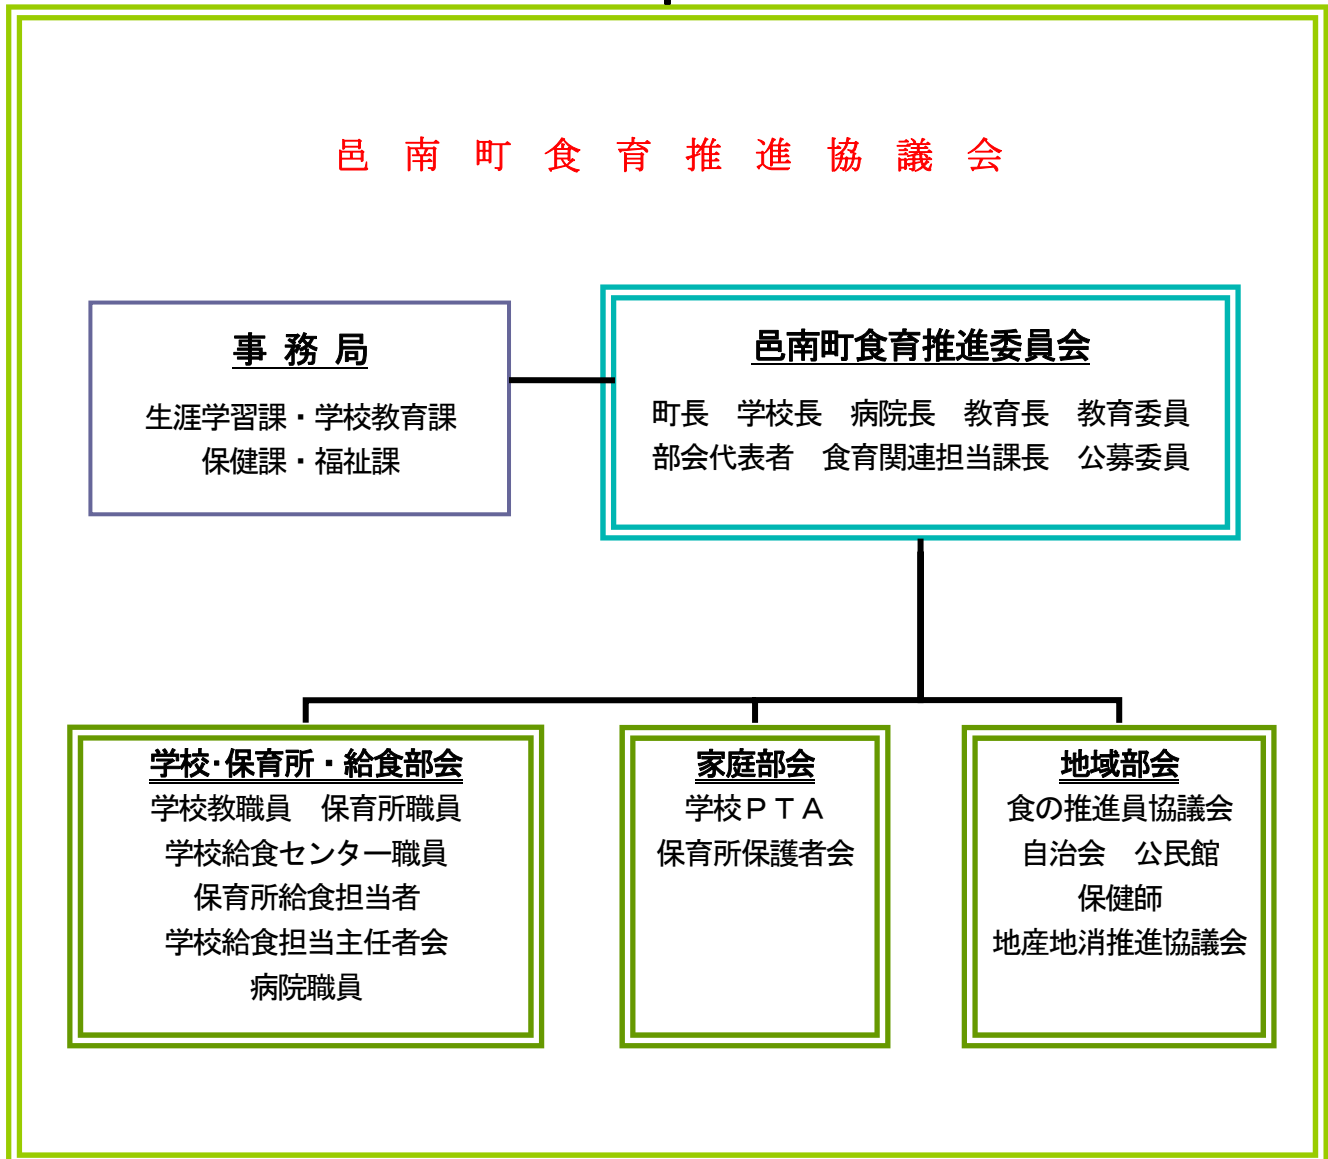 邑南町食育推進協議会
事務局
生涯学習課・学校教育課
保健課・福祉課
邑南町食育推進委員会
町長　学校長　病院長　教育長　教育委員
部会代表者　食育関連担当課長　公募委員
学校・保育所・給食部会
学校教職員　保育所職員
学校給食センター職員
保育所給食担当者
学校給食担当主任者会
病院職員
家庭部会
学校ＰＴＡ
保育所保護者会
地域部会
食の推進員協議会
自治会　公民館
保健師
地産地消推進協議会